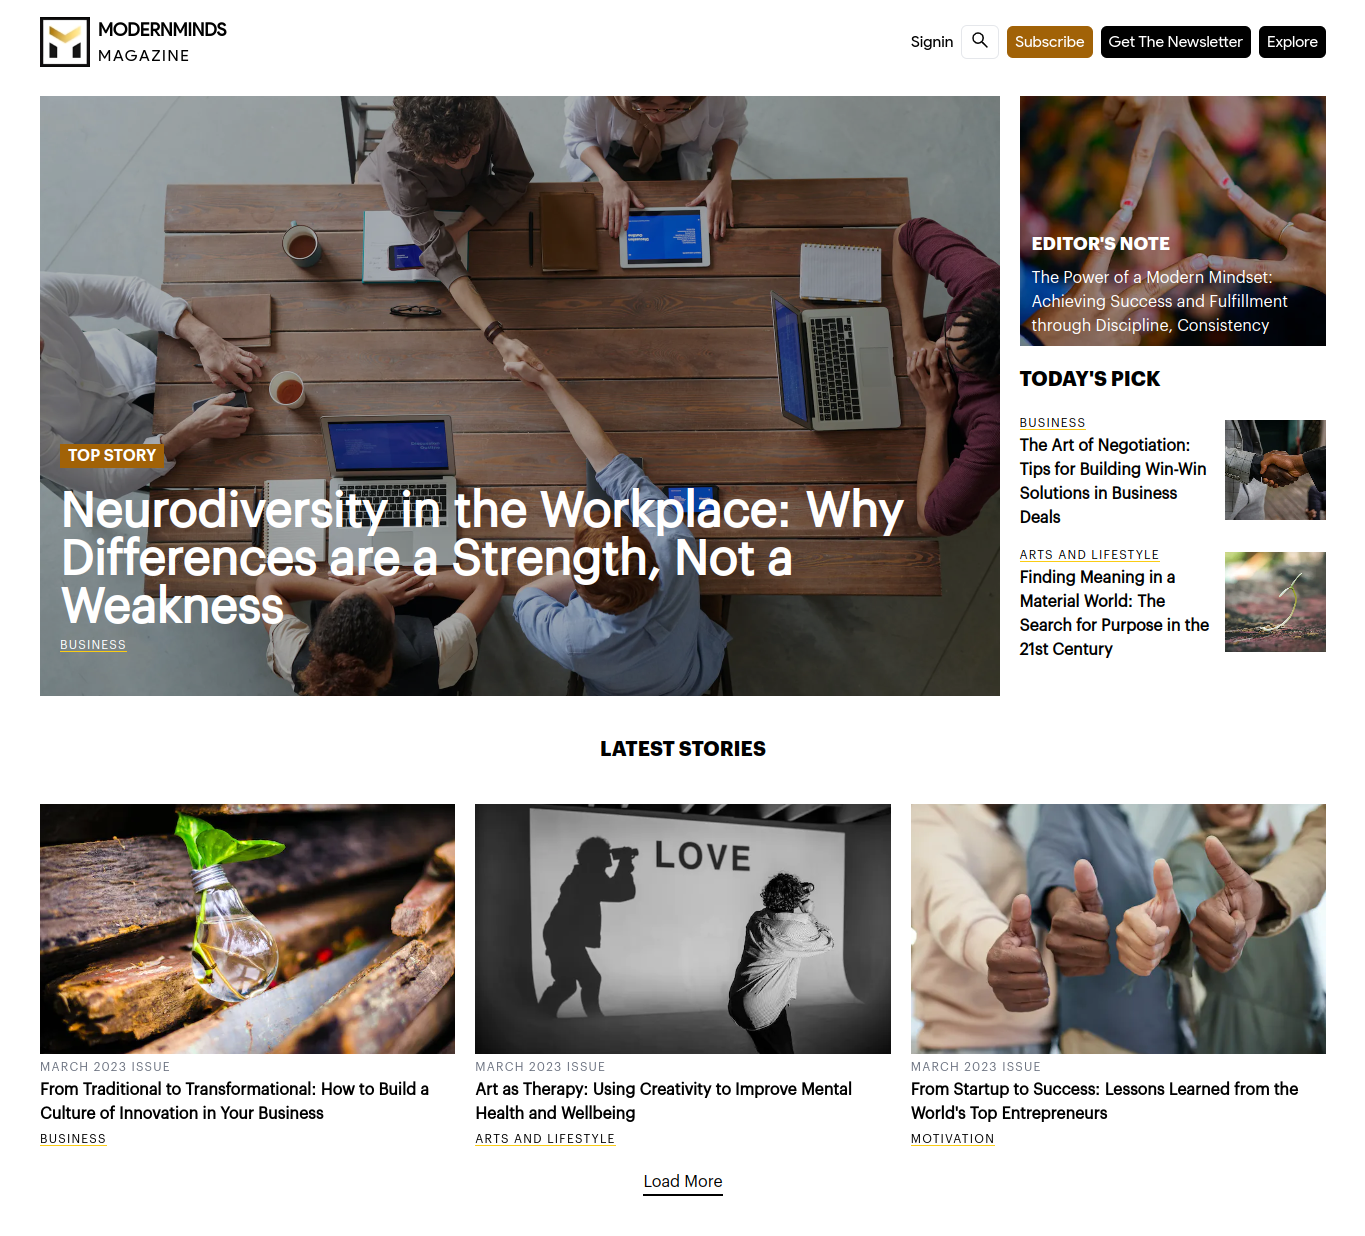 MODERNMINDS
MAGAZINE
Signin
Subscribe
Get The Newsletter
Explore
TOP STORY
Neurodiversity in the Workplace: Why
Differences are a Strength, Not a
Weakness
BUSINESS
EDITOR'S NOTE
The Power of a Modern Mindset:
Achieving Success and Fulfillment
through Discipline, Consistency
TODAY'S PICK
BUSINESS
The Art of Negotiation:
Tips for Building Win-Win
Solutions in Business
Deals
ARTS AND LIFESTYLE
Finding Meaning in a
Material World: The
Search for Purpose in the
21st Century
LATEST STORIES
MARCH 2023 ISSUE
From Traditional to Transformational: How to Build a
Culture of Innovation in Your Business
BUSINESS
LOVE
MARCH 2023 ISSUE
Art as Therapy: Using Creativity to Improve Mental
Health and Wellbeing
ARTS AND LIFESTYLE
MARCH 2023 ISSUE
From Startup to Success: Lessons Learned from the
World's Top Entrepreneurs
MOTIVATION
Load More